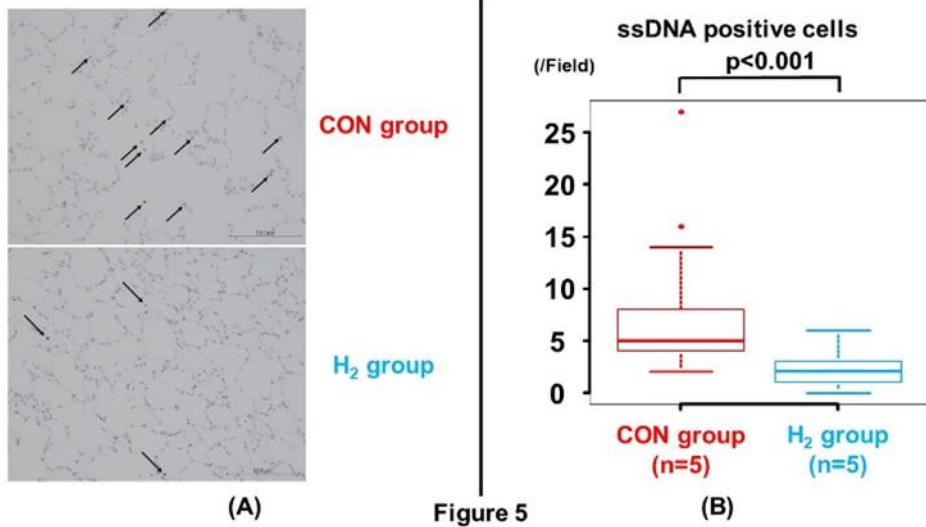 CON group
H₂ group
(A)
ssDNA positive cells
(/Field)
p<0.001
25
20
15
10
5
0
CON group
(n=5)
H₂ group
(n=5)
(B)
Figure 5